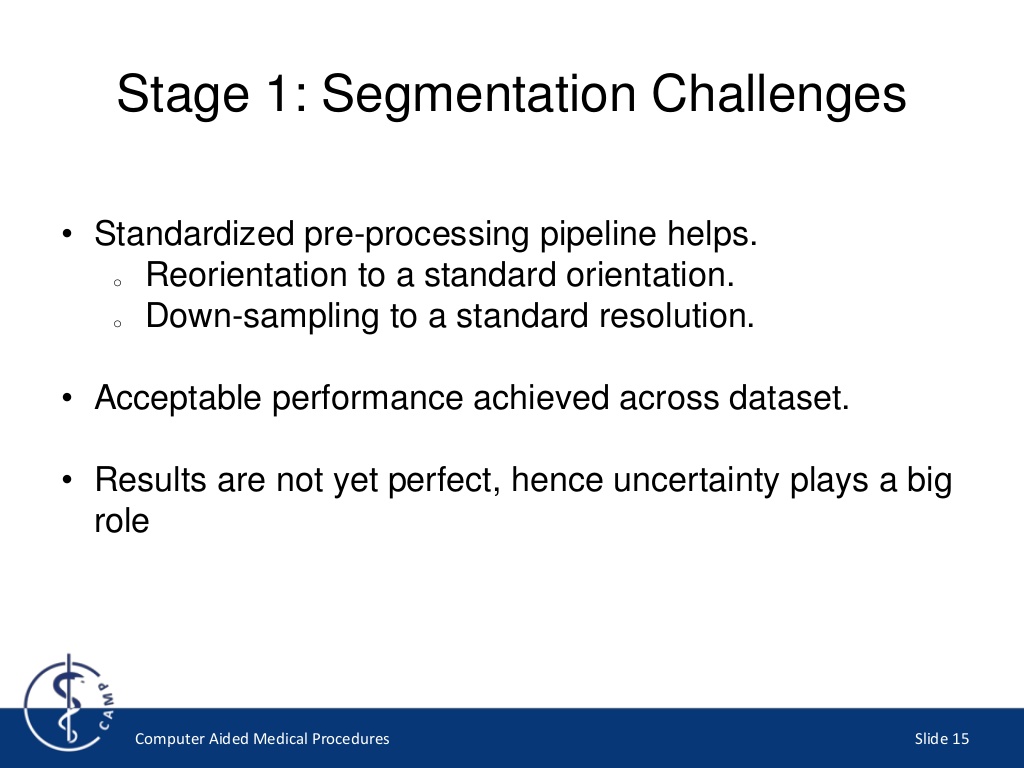 Stage 1: Segmentation Challenges
• Standardized pre-processing pipeline helps.
○ Reorientation to a standard orientation.
○ Down-sampling to a standard resolution.
• Acceptable performance achieved across dataset.
• Results are not yet perfect, hence uncertainty plays a big
role
CAMP
Computer Aided Medical Procedures
Slide 15